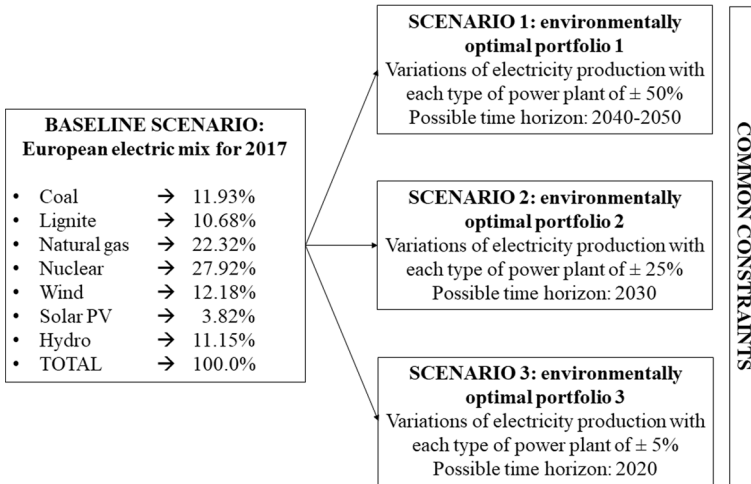 BASELINE SCENARIO:
European electric mix for 2017
• Coal → 11.93%
• Lignite → 10.68%
• Natural gas → 22.32%
• Nuclear → 27.92%
• Wind → 12.18%
• Solar PV → 3.82%
• Hydro → 11.15%
• TOTAL → 100.0%
SCENARIO 1: environmentally
optimal portfolio 1
Variations of electricity production with
each type of power plant of ± 50%
Possible time horizon: 2040-2050
SCENARIO 2: environmentally
optimal portfolio 2
Variations of electricity production with
each type of power plant of ± 25%
Possible time horizon: 2030
SCENARIO 3: environmentally
optimal portfolio 3
Variations of electricity production with
each type of power plant of ± 5%
Possible time horizon: 2020
COMMON CONSTRAINTS